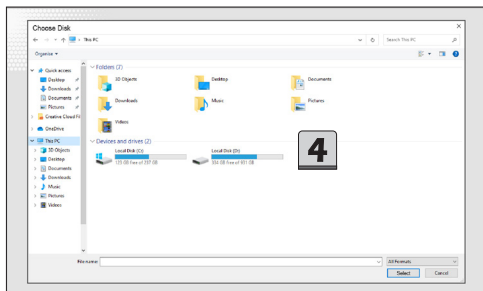 Choose Disk
This PC
Search This PC
Organise
Quick access
Desktop
Downloads
Documents
Pictures
Creative Cloud Fi
OneDrive
This PC
3D Objects
Desktop
Documents
Downloads
Music
Pictures
Videos
Folders (7)
3D Objects
Desktop
Documents
Downloads
Music
Pictures
Videos
Devices and drives (2)
Local Disk (C:)
Local Disk (D:)
4
File name:
All Formats
Select
Cancel